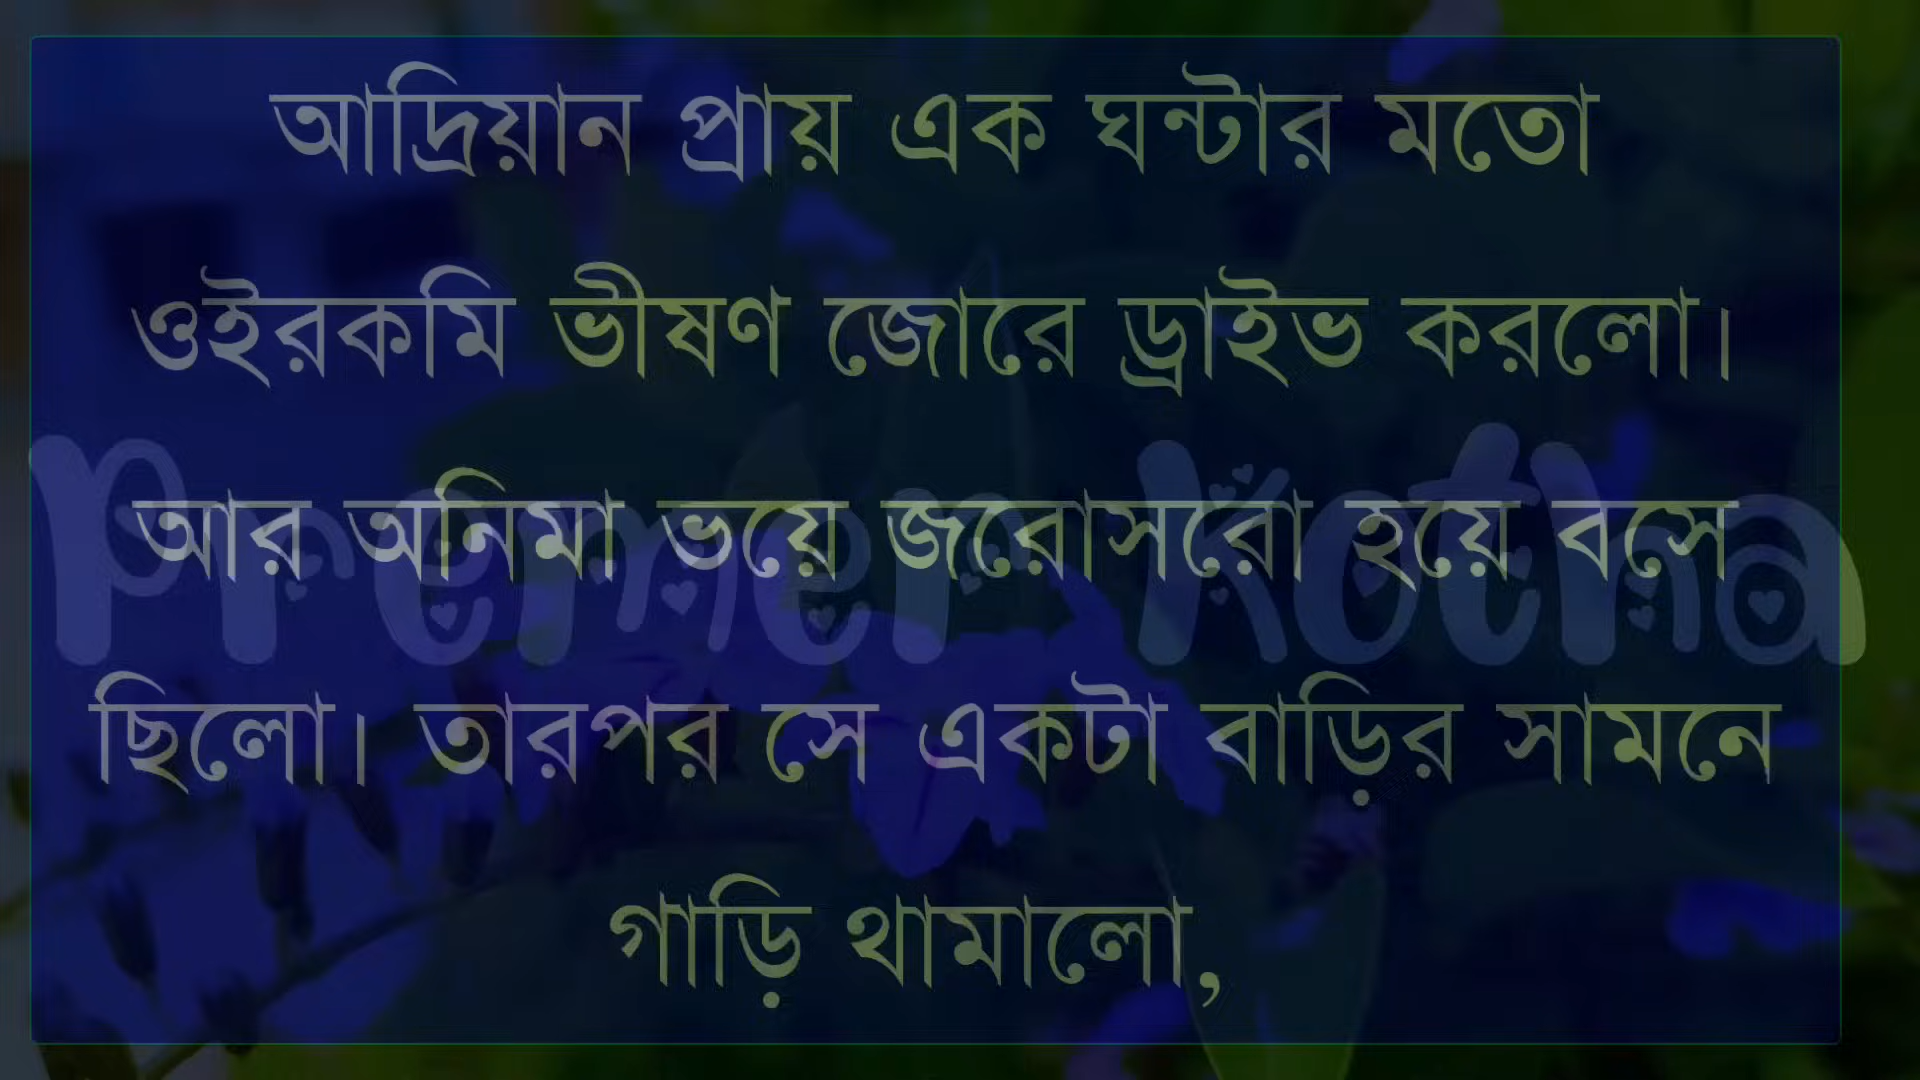 আদ্রিয়ান প্রায় এক ঘন্টার মতো
ওইরকমি ভীষণ জোরে ড্রাইভ করলো।
আর অনিমা ভয়ে জরোসরো হয়ে বসে
ছিলো। তারপর সে একটা বাড়ির সামনে
গাড়ি থামালো,
Premer Kotha